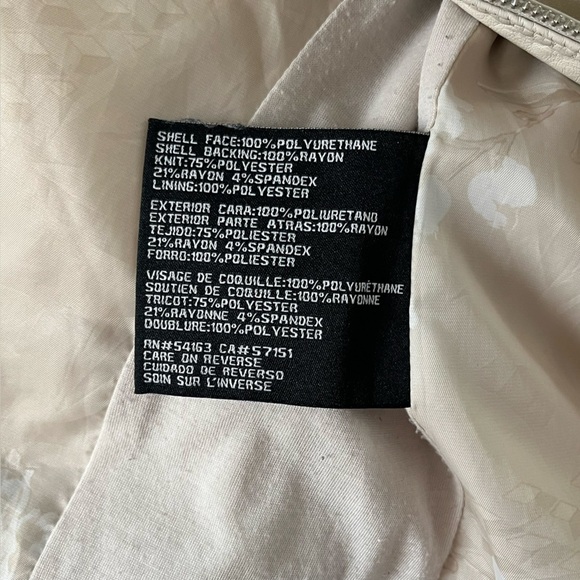 SHELL FACE:100%POLYURETHANE
SHELL BACKING:100%RAYON
KNIT:75%POLYESTER
21%RAYON 4%SPANDEX
LINING:100%POLYESTER
EXTERIOR CARA:100%POLIURETANO
EXTERIOR PARTE ATRAS:100%RAYON
TEJIDO:75%POLIESTER
21%RAYON 4%SPANDEX
FORRO:100%POLIESTER
VISAGE DE COQUILLE:100%POLYURÉTHANE
SOUTIEN DE COQUILLE:100%RAYONNE
TRICOT:75%POLYESTER
21%RAYONNE 4%SPANDEX
DOUBLURE:100%POLYESTER
RN#54163 CA#57151
CARE ON REVERSE
CUIDADO DE REVERSO
SOIN SUR L'INVERSE